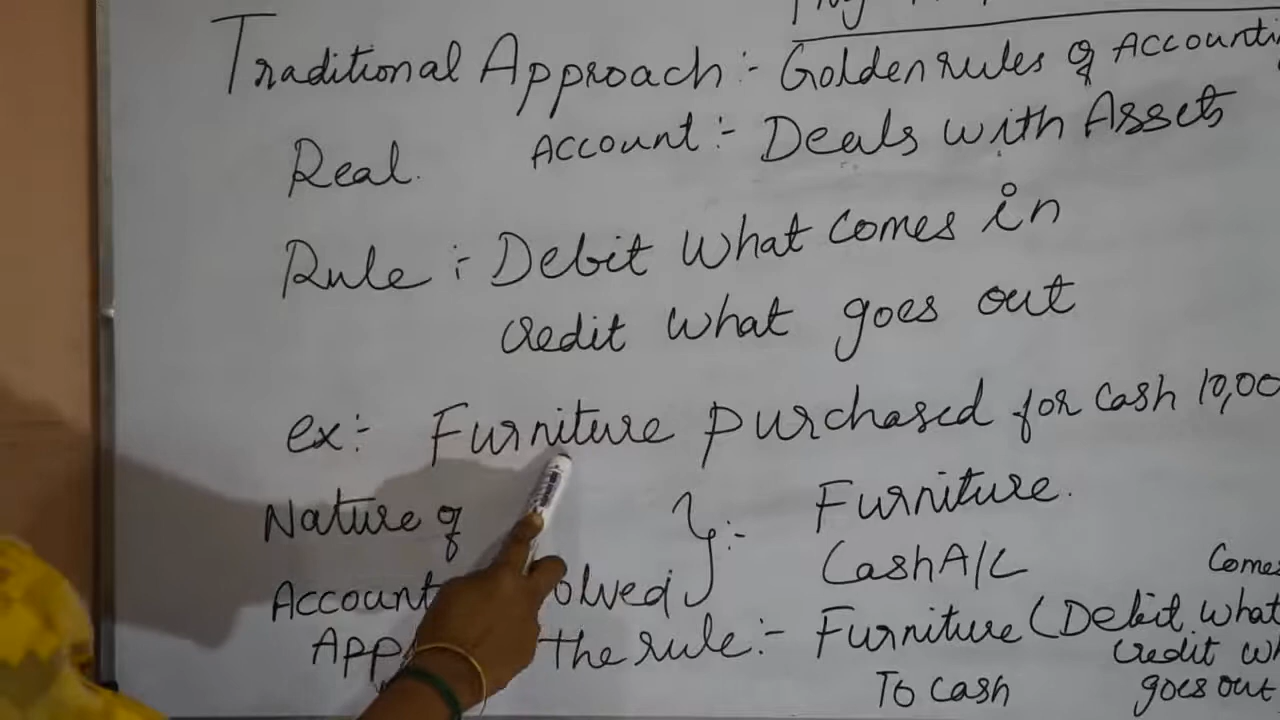 Traditional Approach :- Golden rules of Accounti
Real Account :- Deals with Assets
Rule :- Debit What comes in
credit what goes out
ex :- Furniture purchased for cash 10,00
Nature of
Furniture.
Account olved } :- Cash A/c
App the rule :- Furniture (Debit what Comes
To cash credit wh
goes out